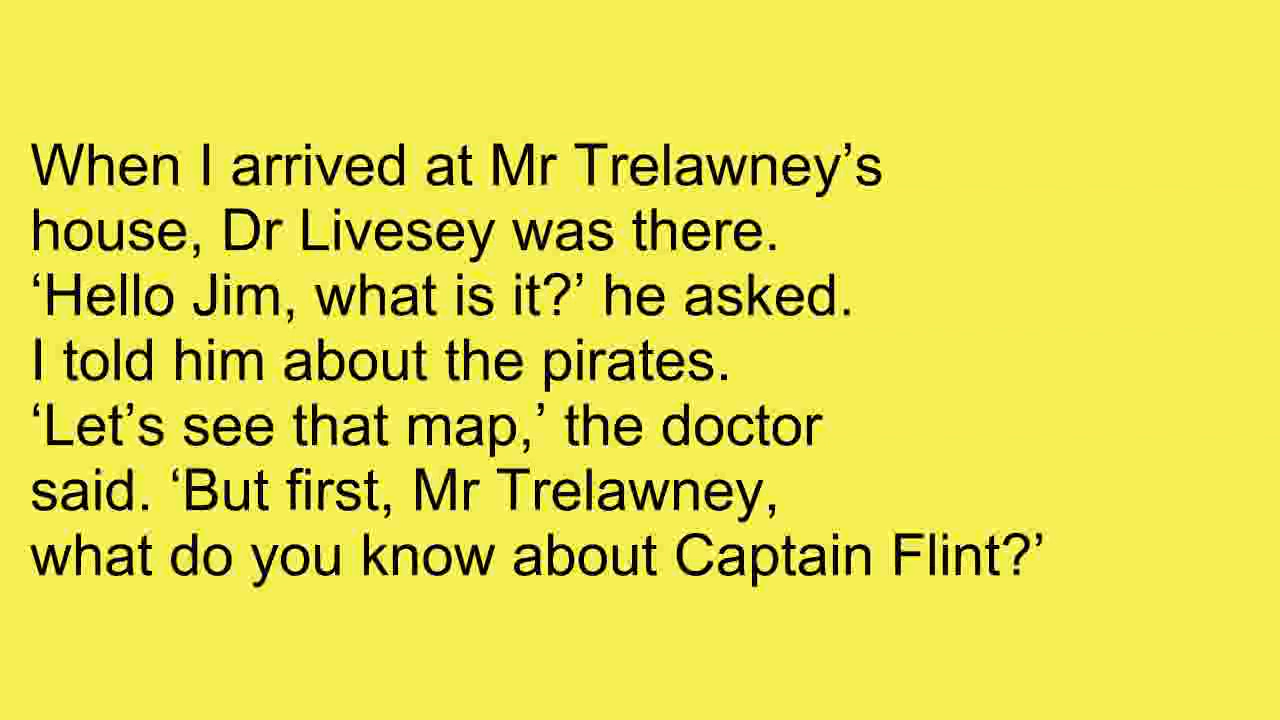 When I arrived at Mr Trelawney’s
house, Dr Livesey was there.
‘Hello Jim, what is it?’ he asked.
I told him about the pirates.
‘Let’s see that map,’ the doctor
said. ‘But first, Mr Trelawney,
what do you know about Captain Flint?’